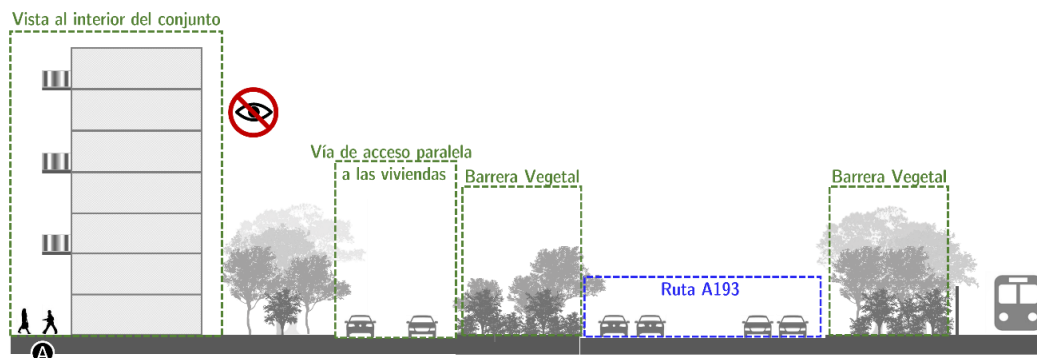 Vista al interior del conjunto
Vía de acceso paralela
a las viviendas
Barrera Vegetal
Barrera Vegetal
Ruta A193
A